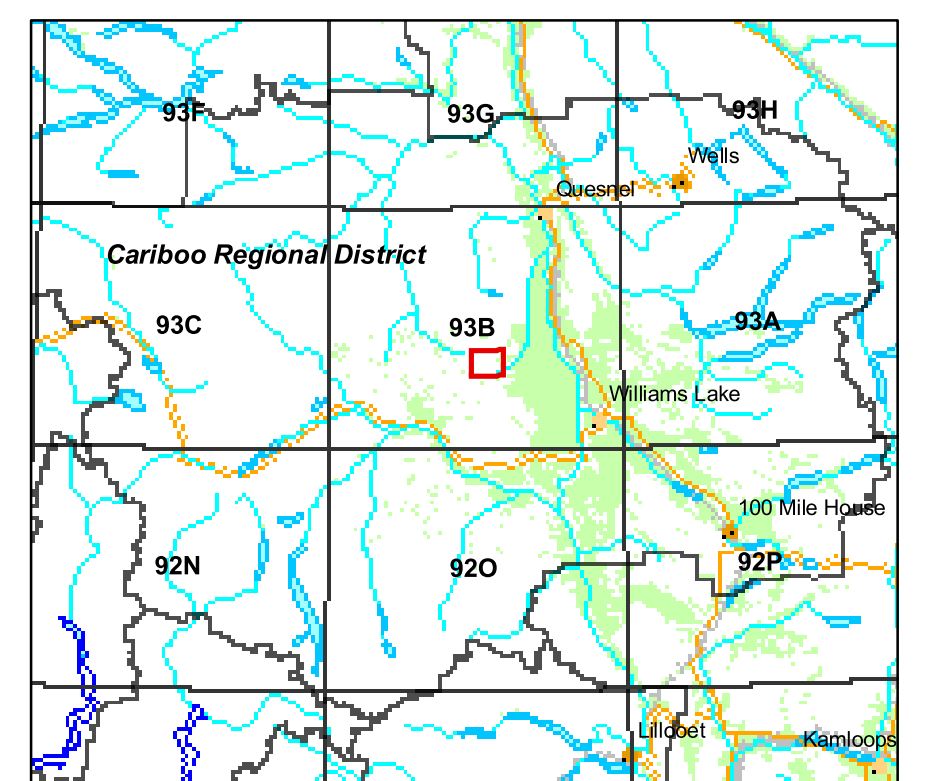 93F
93G
93H
Wells
Quesnel
Cariboo Regional District
93C
93B
93A
Williams Lake
100 Mile House
92N
92O
92P
Lillooet
Kamloops